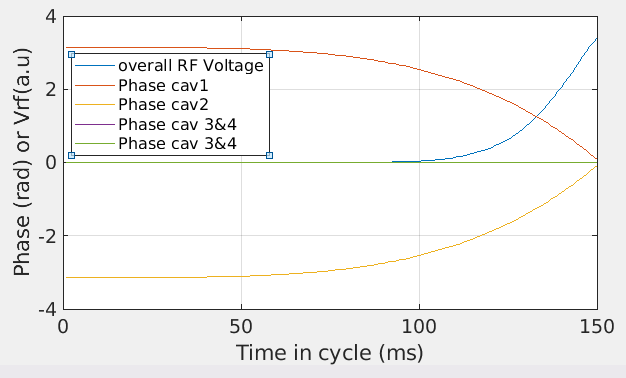 4
2
0
-2
-4
0
50
100
150
Phase (rad) or Vrf(a.u)
Time in cycle (ms)
overall RF Voltage
Phase cav1
Phase cav2
Phase cav 3&4
Phase cav 3&4